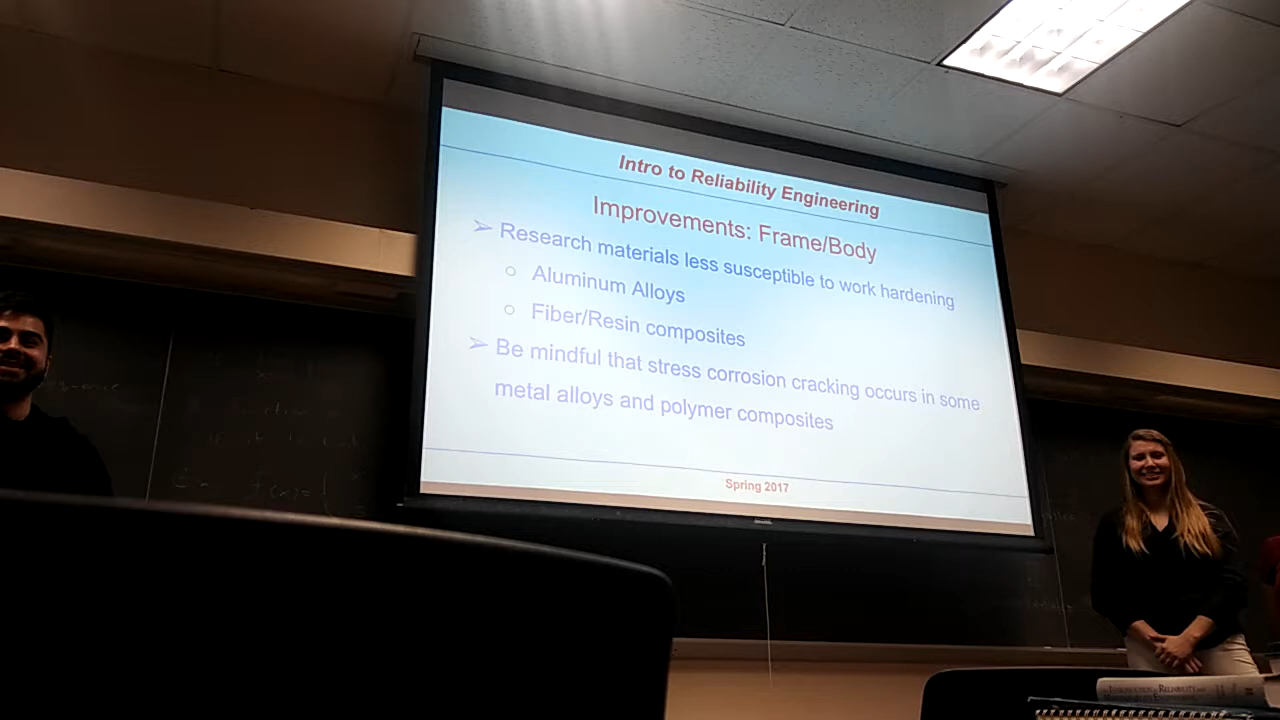 Intro to Reliability Engineering
Improvements: Frame/Body
➢ Research materials less susceptible to work hardening
○ Aluminum Alloys
○ Fiber/Resin composites
➢ Be mindful that stress corrosion cracking occurs in some
metal alloys and polymer composites
Spring 2017
f(x)={
RELIABILITY